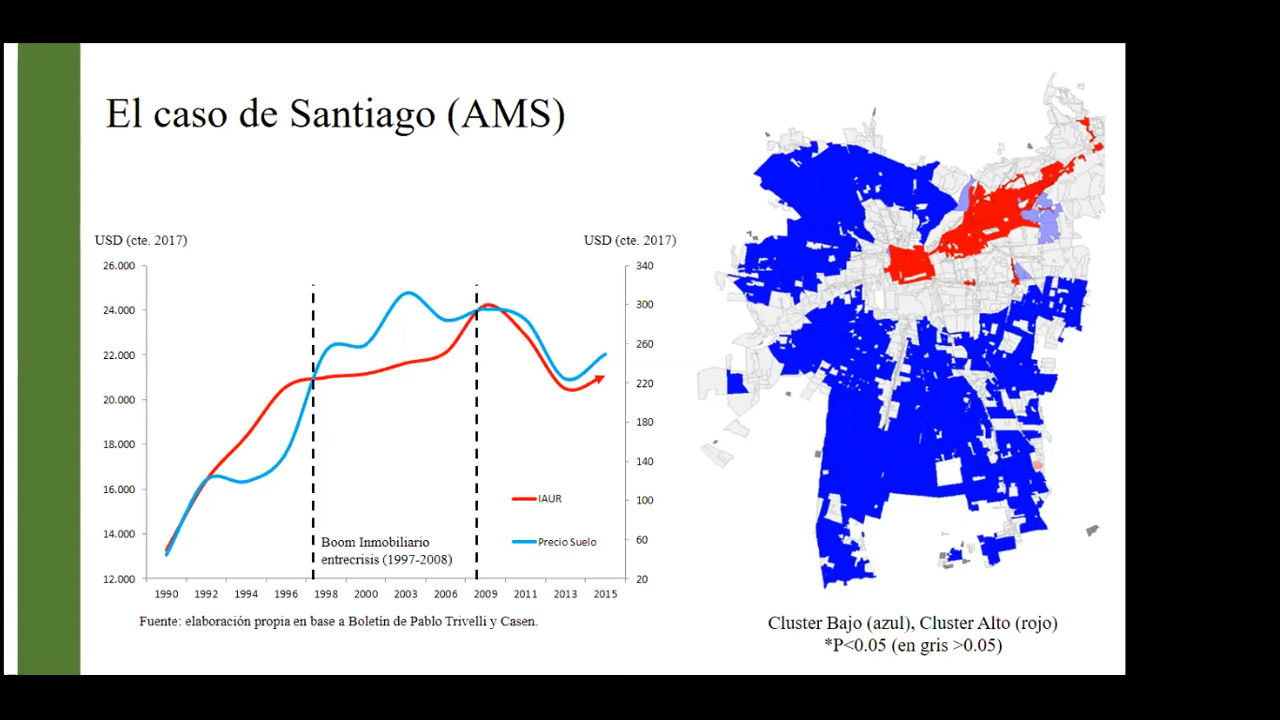 El caso de Santiago (AMS)
USD (cte. 2017)
USD (cte. 2017)
26.000
24.000
22.000
20.000
18.000
16.000
14.000
12.000
340
300
260
220
180
140
100
60
20
IAUR
Precio Suelo
Boom Inmobiliario
entrecrisis (1997-2008)
1990 1992 1994 1996 1998 2000 2003 2006 2009 2011 2013 2015
Fuente: elaboración propia en base a Boletín de Pablo Trivelli y Casen.
Cluster Bajo (azul), Cluster Alto (rojo)
*P<0.05 (en gris >0.05)